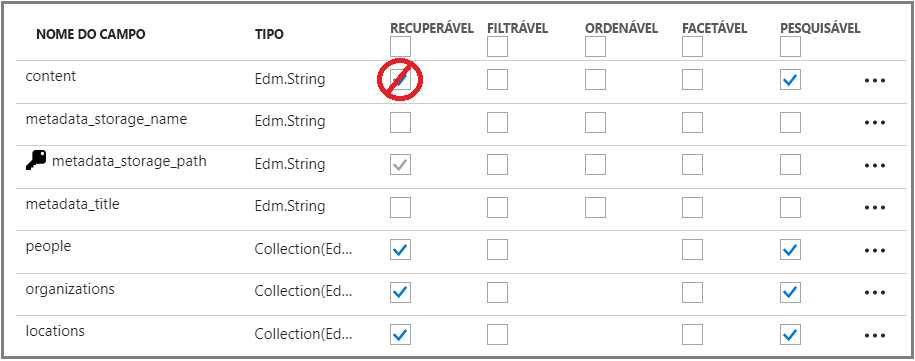 NOME DO CAMPO TIPO RECUPERÁVEL FILTRÁVEL ORDENÁVEL FACETÁVEL PESQUISÁVEL
content Edm.String
metadata_storage_name Edm.String
metadata_storage_path Edm.String
metadata_title Edm.String
people Collection(Ed...
organizations Collection(Ed...
locations Collection(Ed...